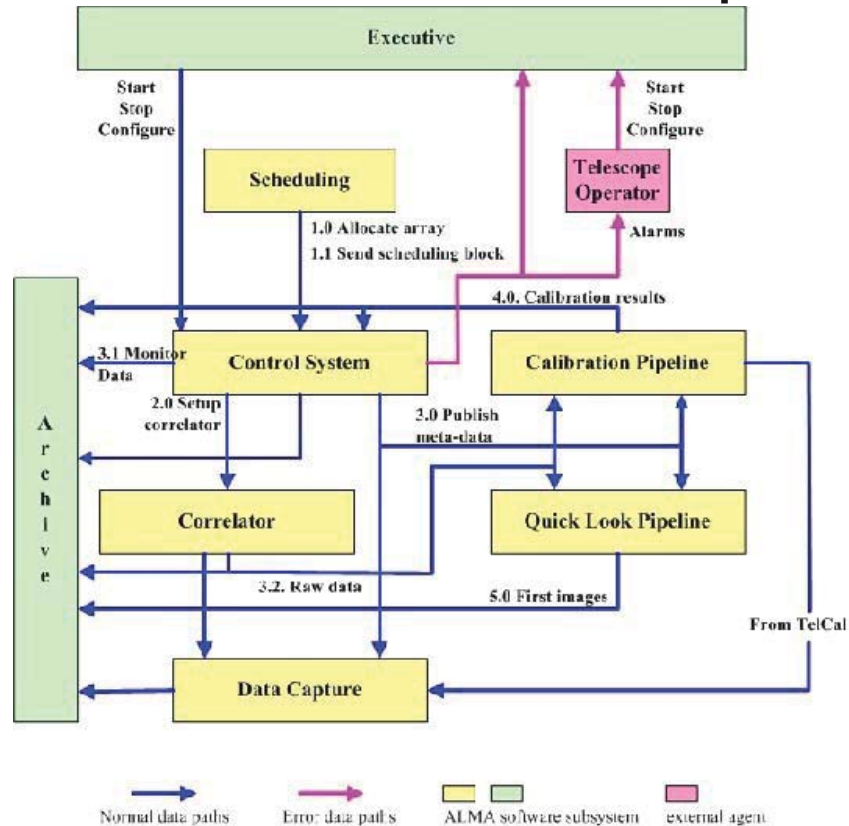 Executive
Start
Stop
Configure
Start
Stop
Configure
Scheduling
Telescope
Operator
1.0 Allocate array
1.1 Send scheduling block
Alarms
4.0. Calibration results
3.1 Monitor
Data
Control System
Calibration Pipeline
2.0 Setup
correlator
3.0 Publish
meta-data
Archive
Correlator
Quick Look Pipeline
3.2. Raw data
5.0 First images
From TelCal
Data Capture
Normal data paths
Error data paths
ALMA software subsystem
external agent